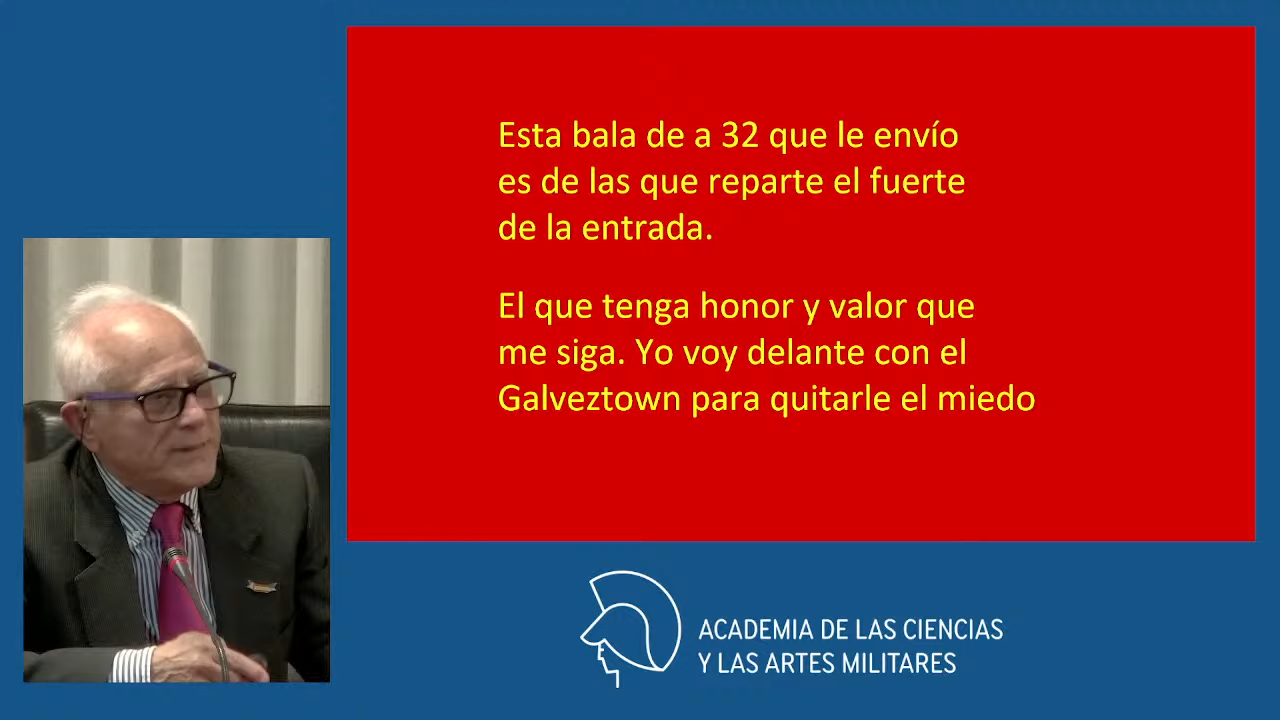 Esta bala de a 32 que le envío
es de las que reparte el fuerte
de la entrada.
El que tenga honor y valor que
me siga. Yo voy delante con el
Galveztown para quitarle el miedo
ACADEMIA DE LAS CIENCIAS
Y LAS ARTES MILITARES